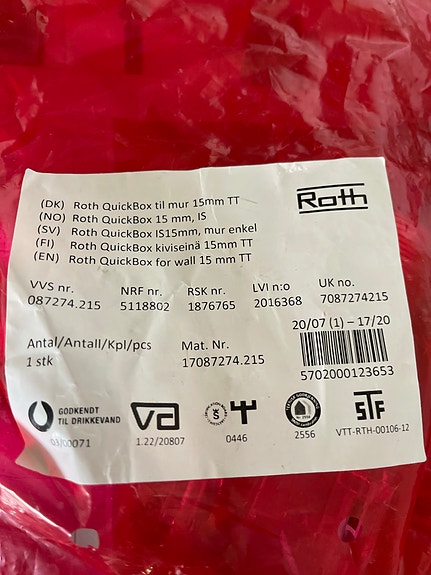 Roth
(DK) Roth QuickBox til mur 15mm TT
(NO) Roth QuickBox 15 mm, IS
(SV) Roth QuickBox IS15mm, mur enkel
(FI) Roth QuickBox kiviseinä 15mm TT
(EN) Roth QuickBox for wall 15 mm TT
VVS nr. NRF nr. RSK nr. LVI n:o UK no.
087274.215 5118802 1876765 2016368 7087274215
20/07 (1) – 17/20
Antal/Antall/Kpl/pcs Mat. Nr.
1 stk 17087274.215
5702000123653
GODKENDT
TIL DRIKKEVAND
va
STF
03/00071 1.22/20807 0446 2556 VTT-RTH-00106-12